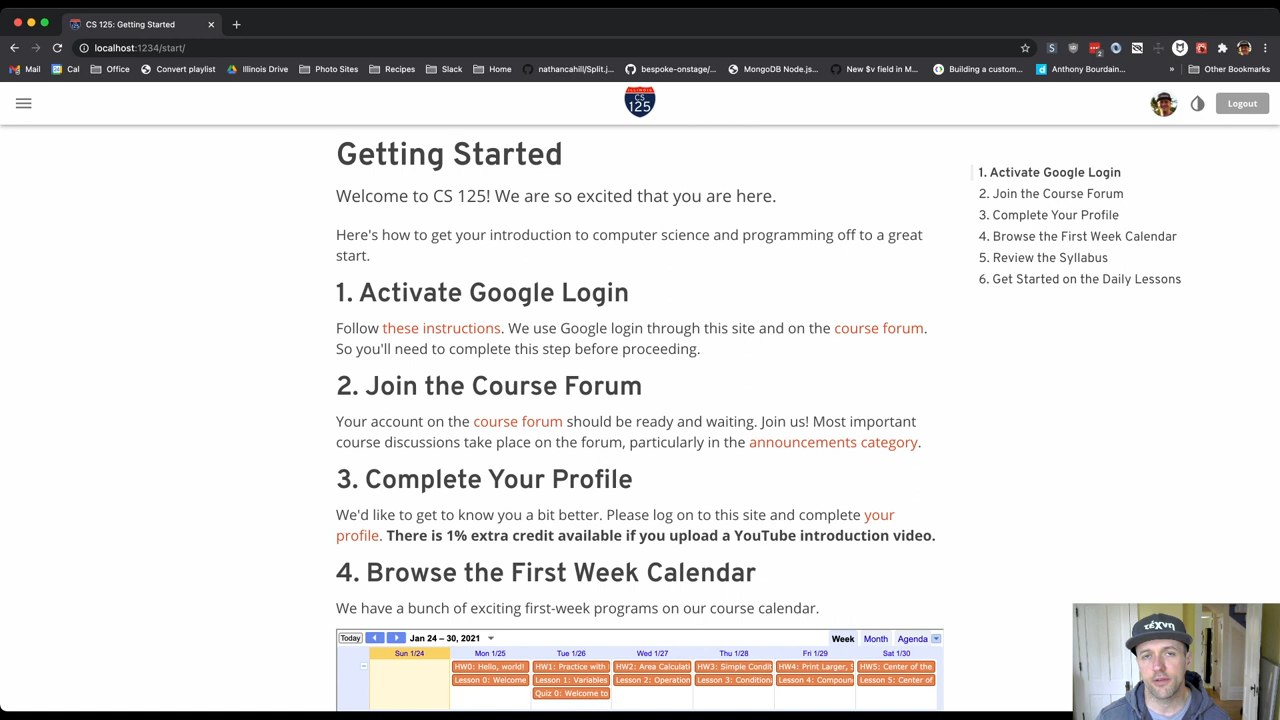 CS 125: Getting Started
localhost:1234/start/
Mail Cal Office Convert playlist Illinois Drive Photo Sites Recipes Slack Home nathancahill/Split.j... bespoke-onstage/... MongoDB Node.js... New $v field in M... Building a custom... Anthony Bourdain... » Other Bookmarks
ILLINOIS
CS
125
Logout
Getting Started
Welcome to CS 125! We are so excited that you are here.
Here's how to get your introduction to computer science and programming off to a great
start.
1. Activate Google Login
Follow these instructions. We use Google login through this site and on the course forum.
So you'll need to complete this step before proceeding.
2. Join the Course Forum
Your account on the course forum should be ready and waiting. Join us! Most important
course discussions take place on the forum, particularly in the announcements category.
3. Complete Your Profile
We'd like to get to know you a bit better. Please log on to this site and complete your
profile. There is 1% extra credit available if you upload a YouTube introduction video.
4. Browse the First Week Calendar
We have a bunch of exciting first-week programs on our course calendar.
Today Jan 24 – 30, 2021 Week Month Agenda
Sun 1/24 Mon 1/25 Tue 1/26 Wed 1/27 Thu 1/28 Fri 1/29 Sat 1/30
HW0: Hello, world! HW1: Practice with HW2: Area Calculati HW3: Simple Condit HW4: Print Larger, S HW5: Center of the
Lesson 0: Welcome Lesson 1: Variables Lesson 2: Operation Lesson 3: Condition Lesson 4: Compoun Lesson 5: Center of
Quiz 0: Welcome to
1. Activate Google Login
2. Join the Course Forum
3. Complete Your Profile
4. Browse the First Week Calendar
5. Review the Syllabus
6. Get Started on the Daily Lessons